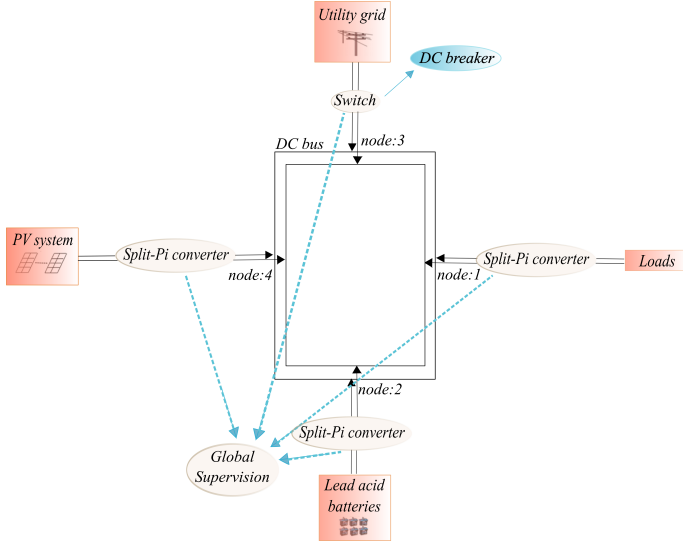 Utility grid
DC breaker
Switch
DC bus
node:3
PV system
Split-Pi converter
node:4
Split-Pi converter
node:1
Loads
node:2
Split-Pi converter
Global
Supervision
Lead acid
batteries